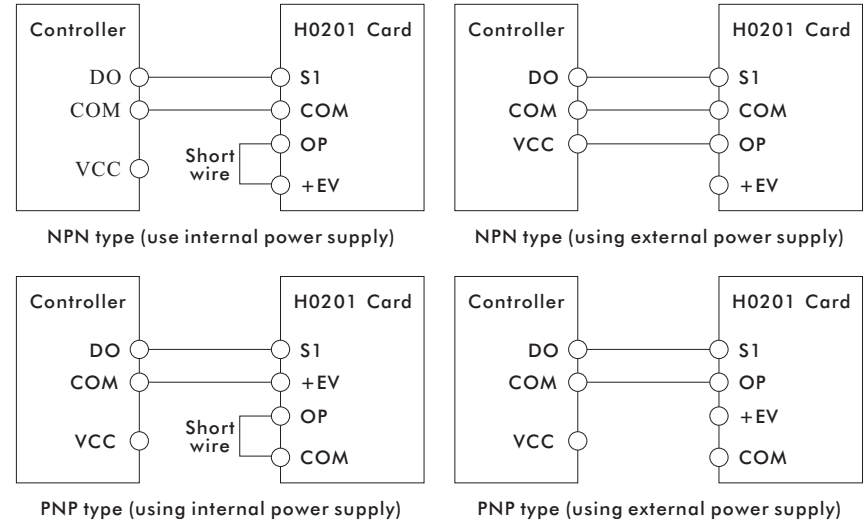 Controller
H0201 Card
DO
S1
COM
COM
OP
VCC
Short
wire
+EV
NPN type (use internal power supply)
Controller
H0201 Card
DO
S1
COM
COM
VCC
OP
+EV
NPN type (using external power supply)
Controller
H0201 Card
DO
S1
COM
+EV
OP
VCC
Short
wire
COM
PNP type (using internal power supply)
Controller
H0201 Card
DO
S1
COM
OP
+EV
VCC
COM
PNP type (using external power supply)